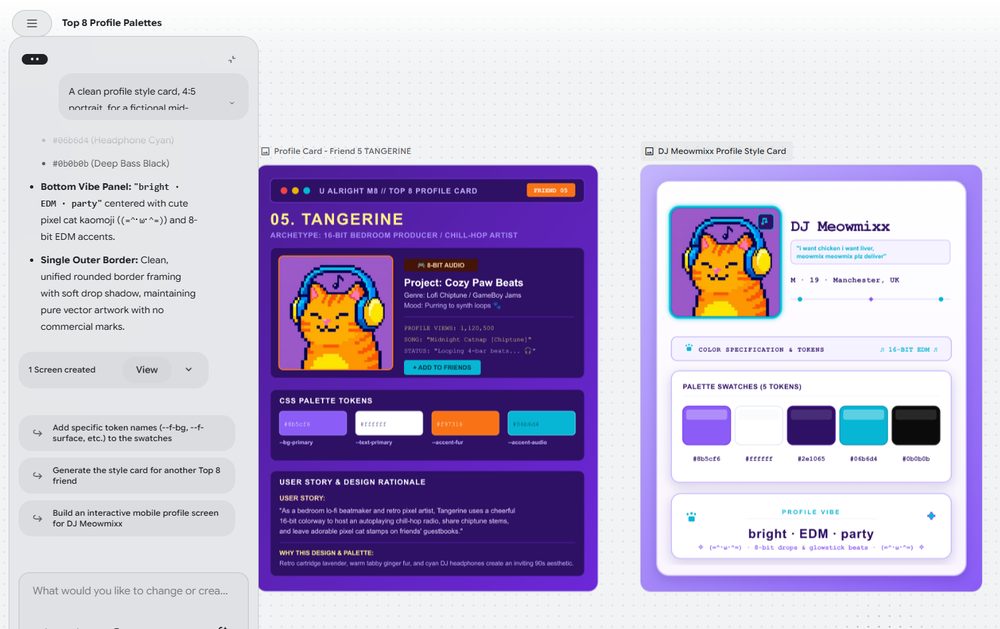 Top 8 Profile Palettes
A clean profile style card, 4:5
portrait, for a fictional mid-
#06b6d4 (Headphone Cyan)
#0b0b0b (Deep Bass Black)
Bottom Vibe Panel: "bright ·
EDM · party" centered with cute
pixel cat kaomoji ((=^･ω･^=)) and 8-
bit EDM accents.
Single Outer Border: Clean,
unified rounded border framing
with soft drop shadow, maintaining
pure vector artwork with no
commercial marks.
1 Screen created
View
Add specific token names (--f-bg, --f-
surface, etc.) to the swatches
Generate the style card for another Top 8
friend
Build an interactive mobile profile screen
for DJ Meowmixx
What would you like to change or crea...
Profile Card - Friend 5 TANGERINE
U ALRIGHT M8 // TOP 8 PROFILE CARD
FRIEND 05
05. TANGERINE
ARCHETYPE: 16-BIT BEDROOM PRODUCER / CHILL-HOP ARTIST
🎮 8-BIT AUDIO
Project: Cozy Paw Beats
Genre: Lofi Chiptune / GameBoy Jams
Mood: Purring to synth loops 🐾
PROFILE VIEWS: 1,120,500
SONG: "Midnight Catnap [Chiptune]"
STATUS: "Looping 4-bar beats... 🎧"
+ ADD TO FRIENDS
CSS PALETTE TOKENS
#8b5cf6
#ffffff
#f97316
#06b6d4
--bg-primary
--text-primary
--accent-fur
--accent-audio
USER STORY & DESIGN RATIONALE
USER STORY:
"As a bedroom lo-fi beatmaker and retro pixel artist, Tangerine uses a cheerful
16-bit colorway to host an autoplaying chill-hop radio, share chiptune stems,
and leave adorable pixel cat stamps on friends' guestbooks."
WHY THIS DESIGN & PALETTE:
Retro cartridge lavender, warm tabby ginger fur, and cyan DJ headphones create an inviting 90s aesthetic.
DJ Meowmixx Profile Style Card
DJ Meowmixx
"i want chicken i want liver,
meowmix meowmix plz deliver"
M · 19 · Manchester, UK
COLOR SPECIFICATION & TOKENS
♫ 16-BIT EDM ♫
PALETTE SWATCHES (5 TOKENS)
#8b5cf6
#ffffff
#2e1065
#06b6d4
#0b0b0b
PROFILE VIBE
bright · EDM · party
✧ (=^･ω･^=) · 8-bit drops & glowstick beats · (=^･ω･^=) ✧